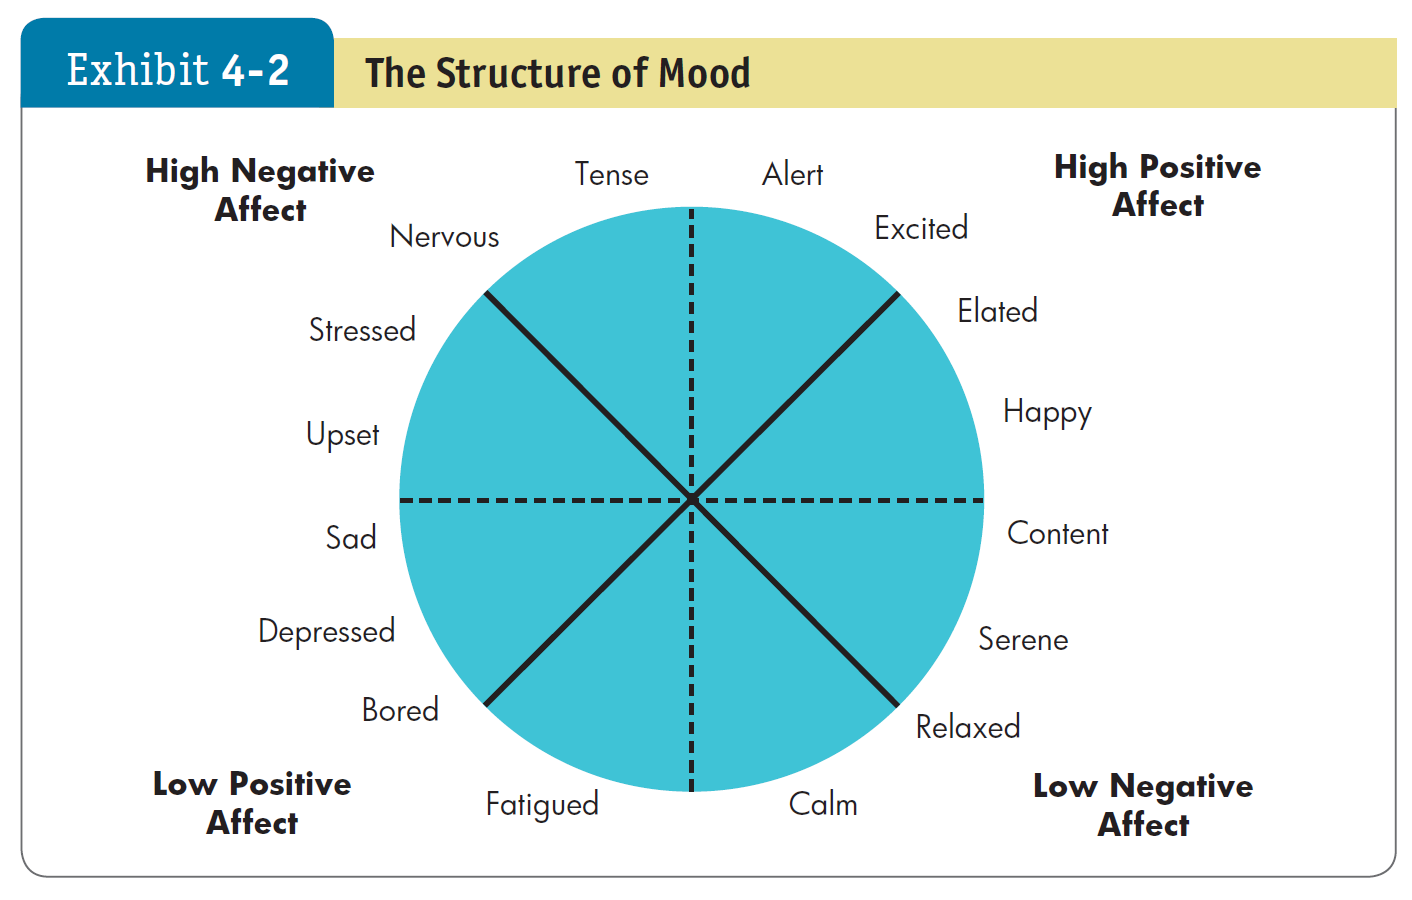 Exhibit 4-2
The Structure of Mood
High Negative
Affect
Tense
Alert
High Positive
Affect
Nervous
Excited
Stressed
Elated
Upset
Happy
Sad
Content
Depressed
Serene
Bored
Relaxed
Low Positive
Affect
Fatigued
Calm
Low Negative
Affect